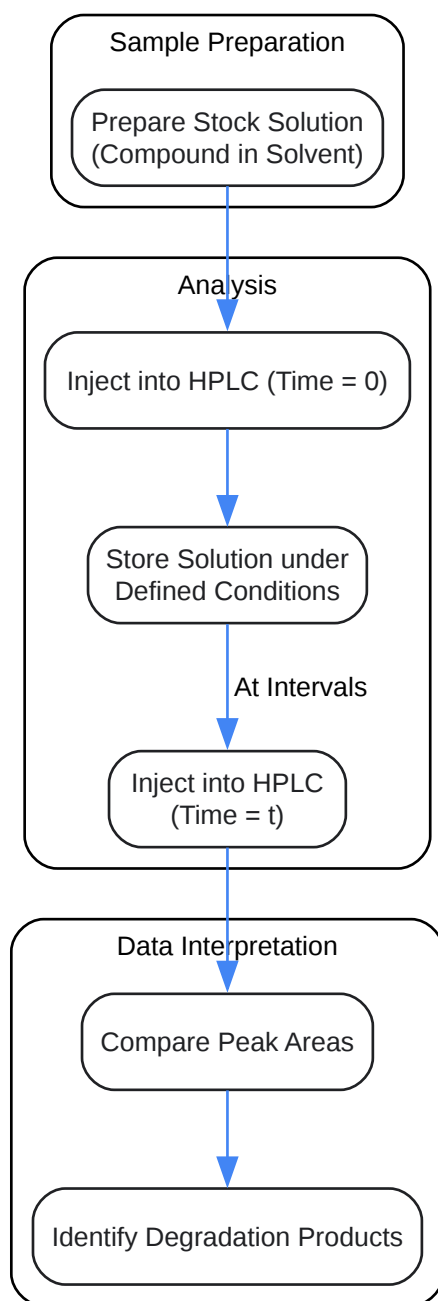 Sample Preparation
Prepare Stock Solution
(Compound in Solvent)
Analysis
Inject into HPLC (Time = 0)
Store Solution under
Defined Conditions
At Intervals
Inject into HPLC
(Time = t)
Data Interpretation
Compare Peak Areas
Identify Degradation Products